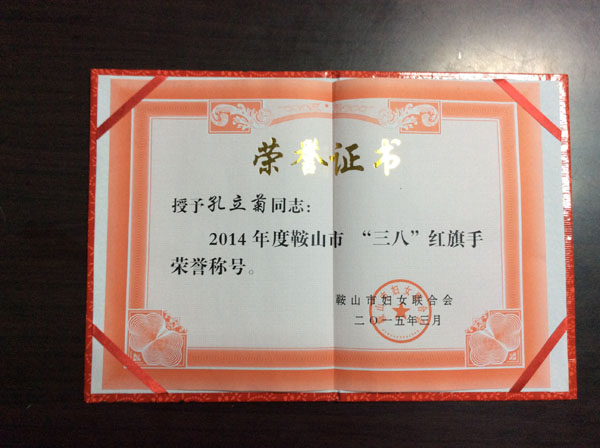 荣誉证书
授予孔立菊同志：
2014年度鞍山市 “三八”红旗手
荣誉称号。
鞍山市妇女联合会
二〇一五年三月